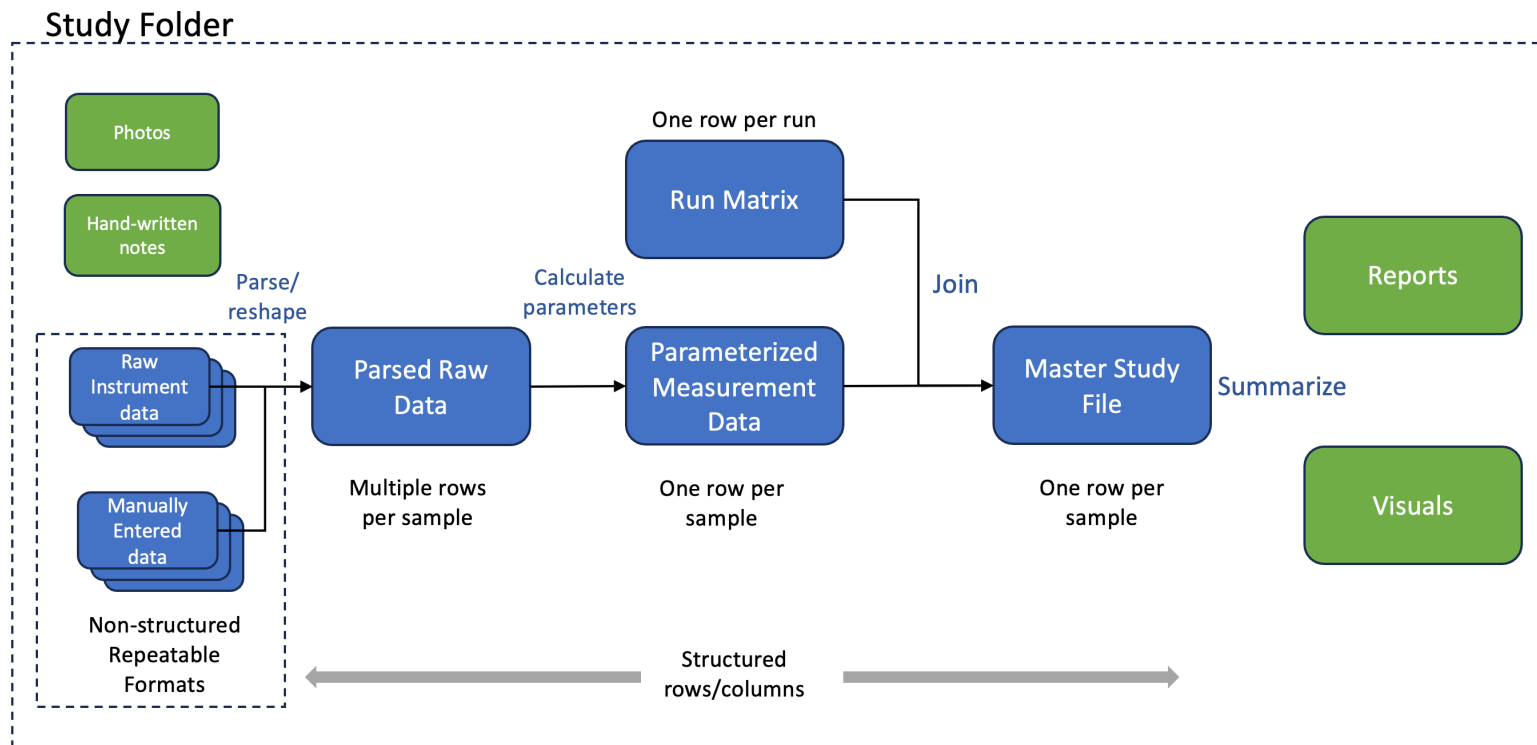 Study Folder
Photos
Hand-written
notes
Parse/
reshape
Raw
Instrument
data
Manually
Entered
data
Non-structured
Repeatable
Formats
Parsed Raw
Data
Multiple rows
per sample
Calculate
parameters
One row per run
Run Matrix
Parameterized
Measurement
Data
One row per
sample
Join
Master Study
File
One row per
sample
Summarize
Reports
Visuals
Structured
rows/columns